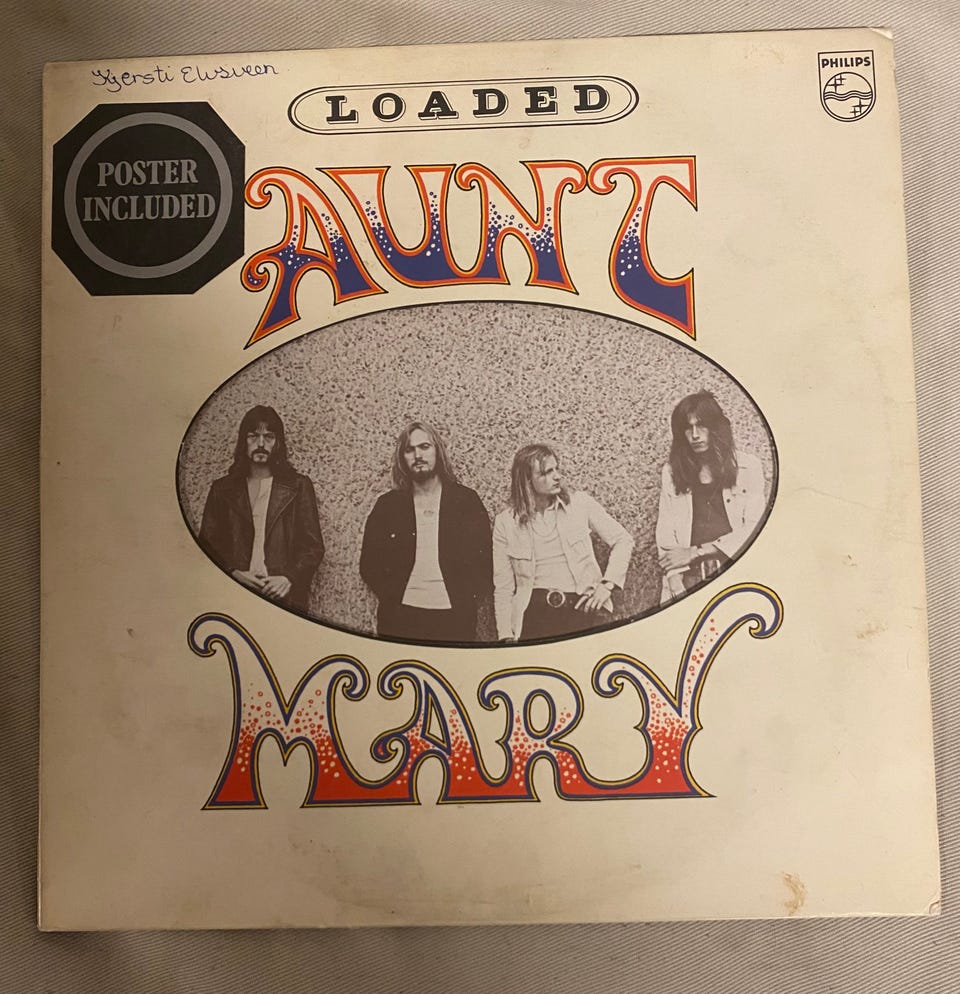 Kjersti Elvsveen
LOADED
PHILIPS
POSTER
INCLUDED
AUNT
MARY